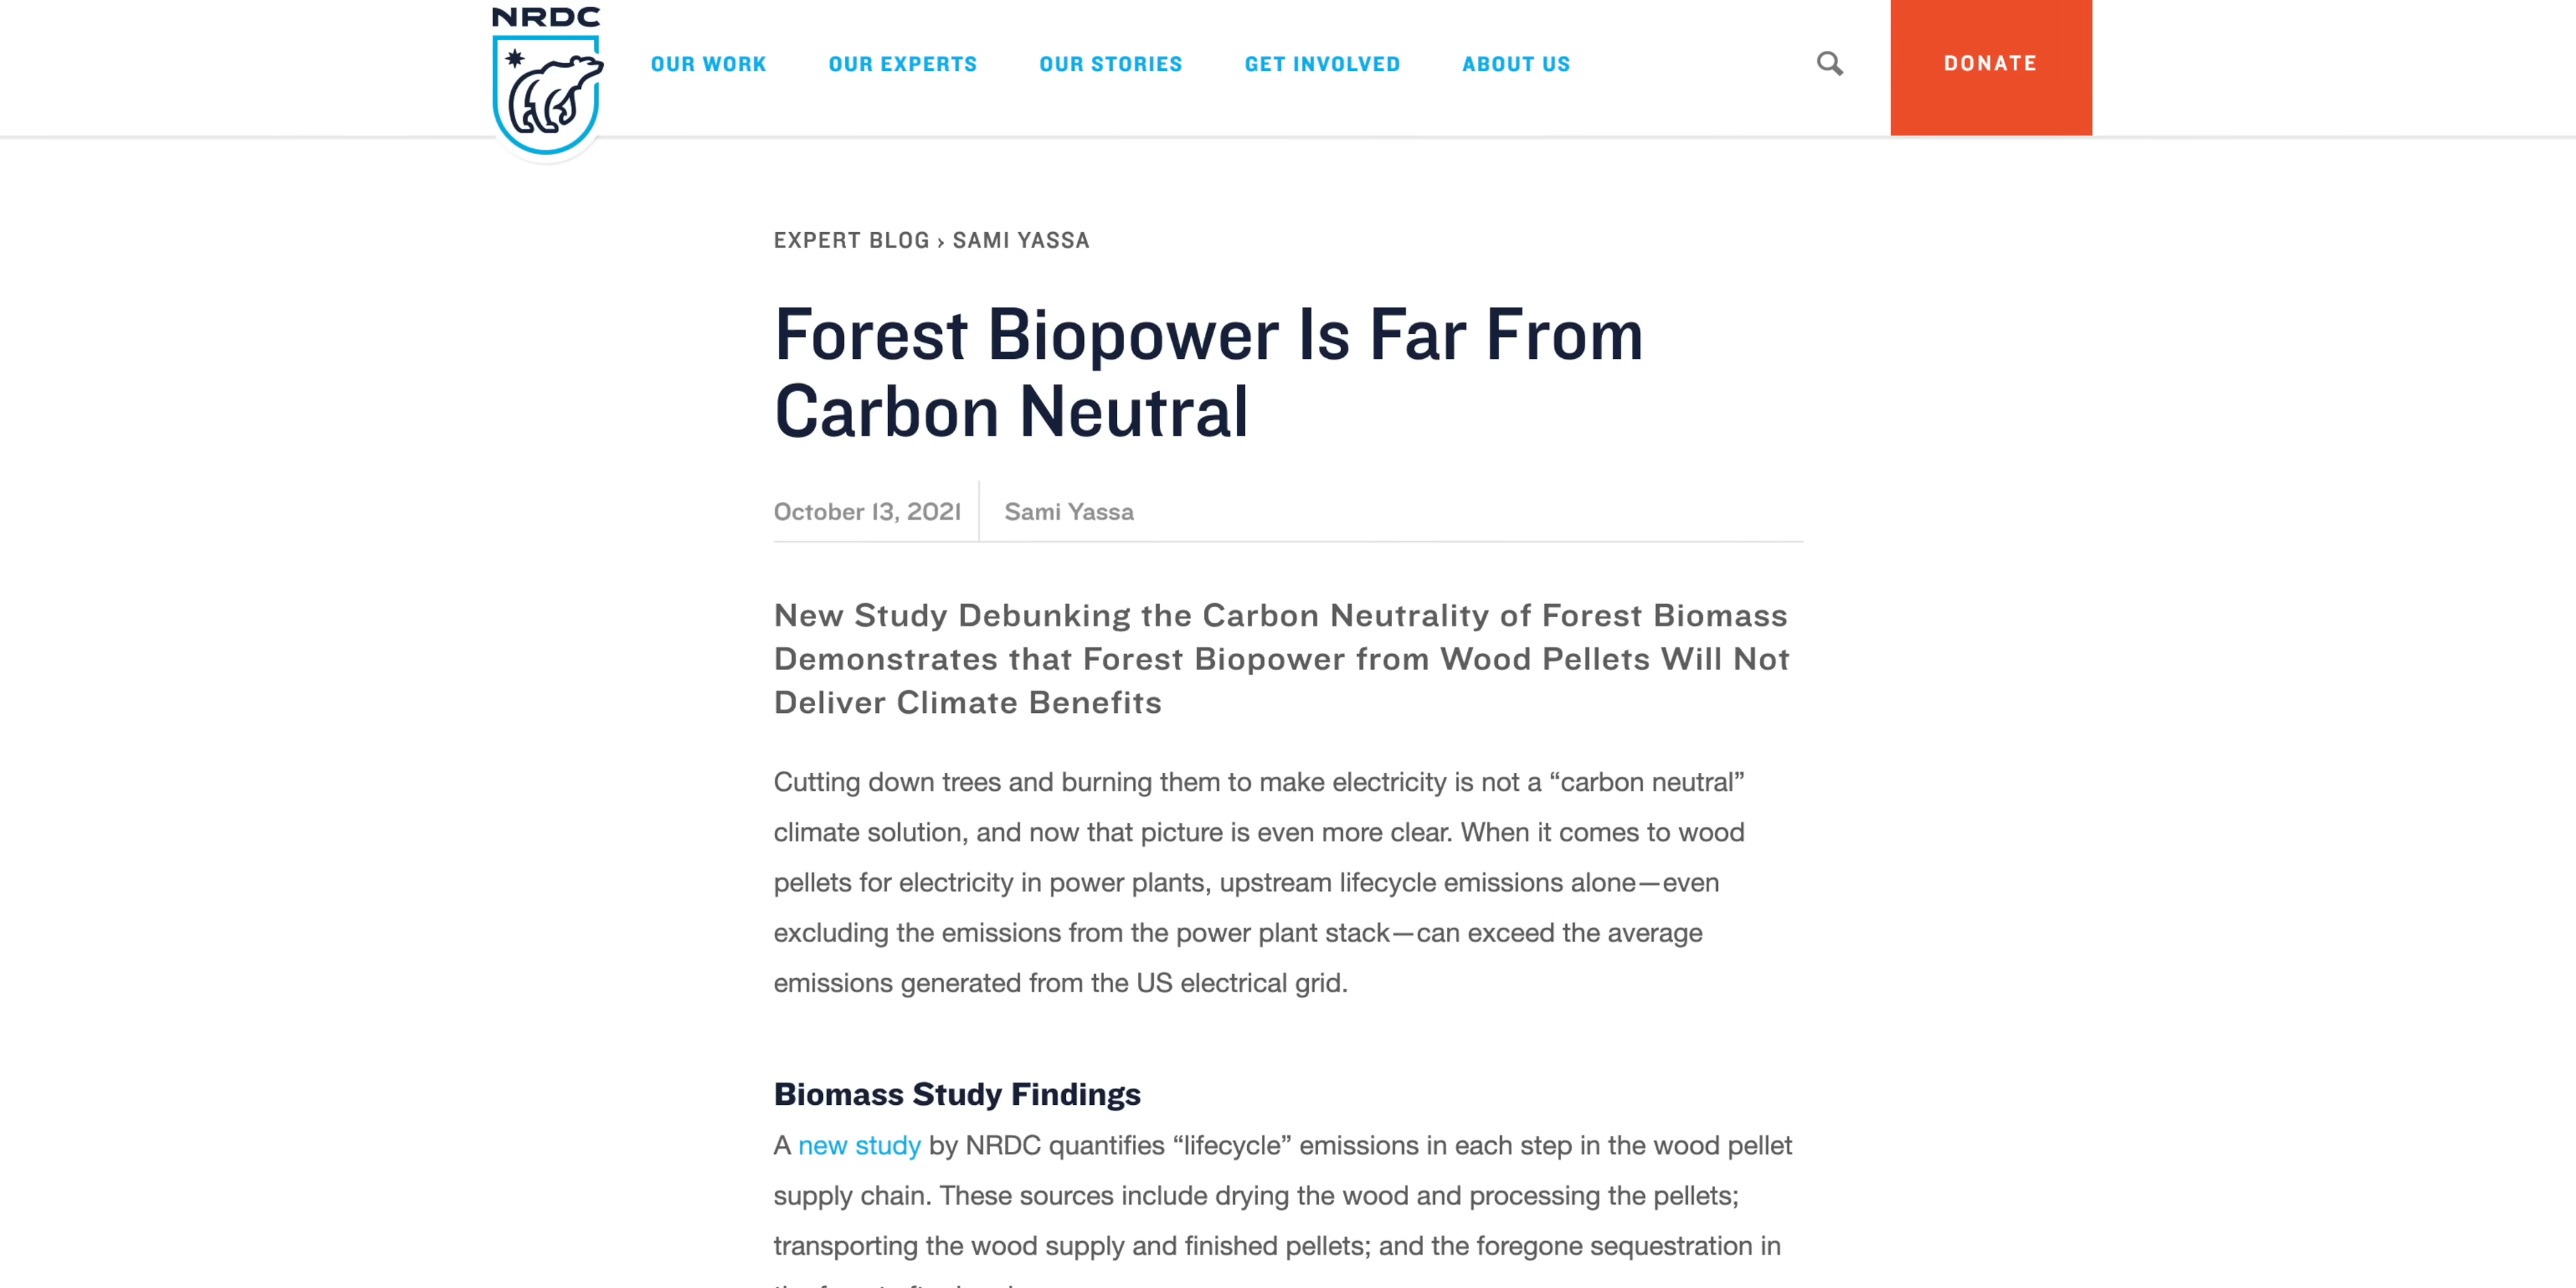 NRDC
OUR WORK
OUR EXPERTS
OUR STORIES
GET INVOLVED
ABOUT US
DONATE
EXPERT BLOG › SAMI YASSA
Forest Biopower Is Far From
Carbon Neutral
October 13, 2021
Sami Yassa
New Study Debunking the Carbon Neutrality of Forest Biomass
Demonstrates that Forest Biopower from Wood Pellets Will Not
Deliver Climate Benefits
Cutting down trees and burning them to make electricity is not a “carbon neutral”
climate solution, and now that picture is even more clear. When it comes to wood
pellets for electricity in power plants, upstream lifecycle emissions alone—even
excluding the emissions from the power plant stack—can exceed the average
emissions generated from the US electrical grid.
Biomass Study Findings
A new study by NRDC quantifies “lifecycle” emissions in each step in the wood pellet
supply chain. These sources include drying the wood and processing the pellets;
transporting the wood supply and finished pellets; and the foregone sequestration in